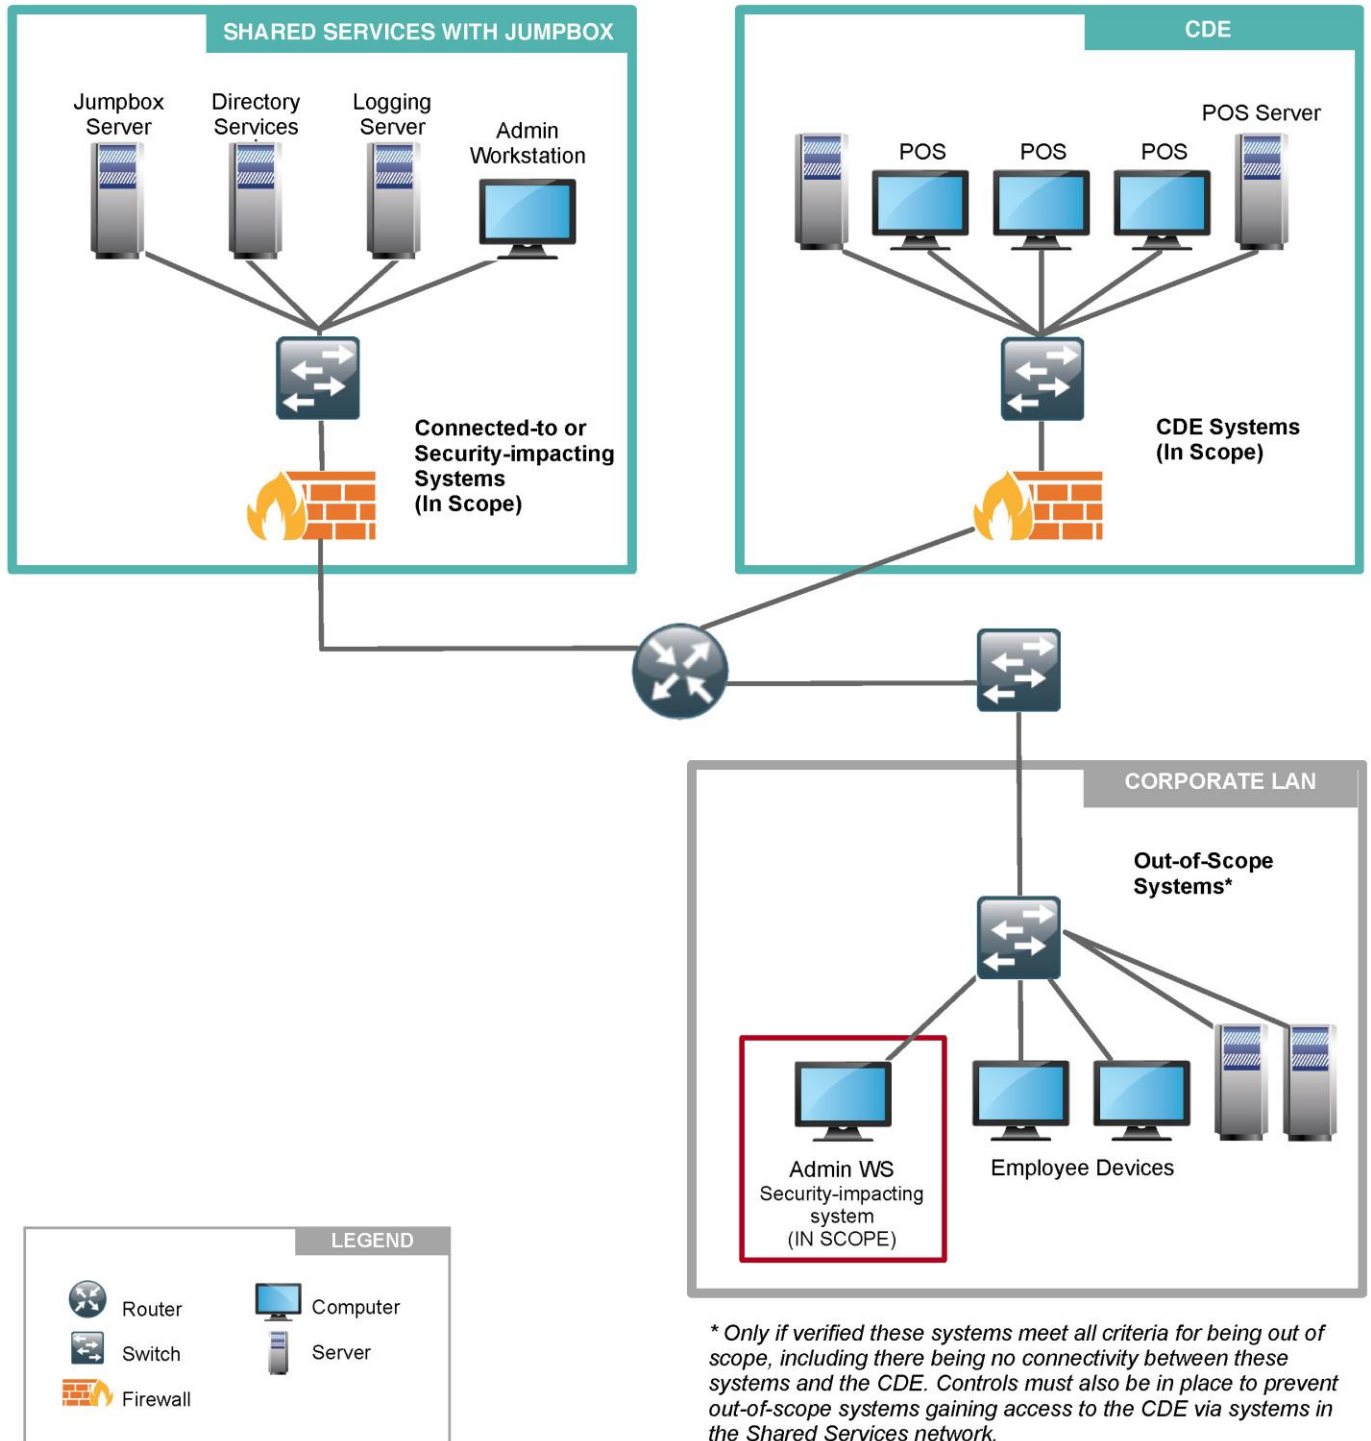 SHARED SERVICES WITH JUMPBOX
Jumpbox
Server
Directory
Services
Logging
Server
Admin
Workstation
Connected-to or
Security-impacting
Systems
(In Scope)
CDE
POS
POS
POS
POS Server
CDE Systems
(In Scope)
CORPORATE LAN
Out-of-Scope
Systems*
Admin WS
Security-impacting
system
(IN SCOPE)
Employee Devices
LEGEND
Router
Computer
Switch
Server
Firewall
* Only if verified these systems meet all criteria for being out of
scope, including there being no connectivity between these
systems and the CDE. Controls must also be in place to prevent
out-of-scope systems gaining access to the CDE via systems in
the Shared Services network.